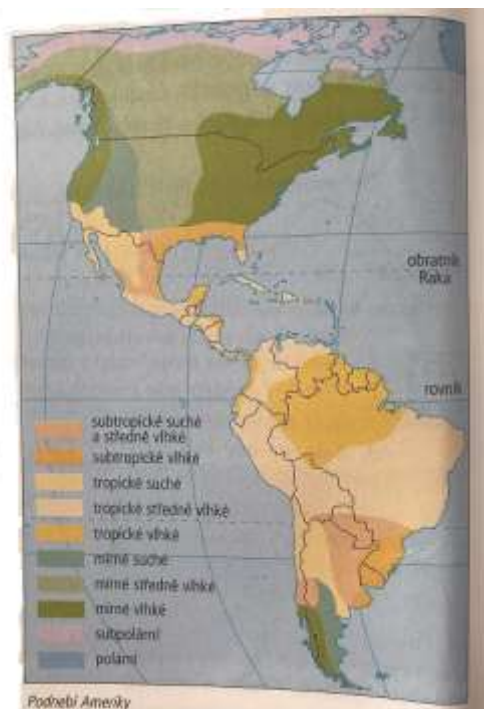 obratník
Raka
rovník
subtropické suché
a středně vlhké
subtropické vlhké
tropické suché
tropické středně vlhké
tropické vlhké
mírné suché
mírné středně vlhké
mírné vlhké
subpolární
polární
Podnebí Ameriky